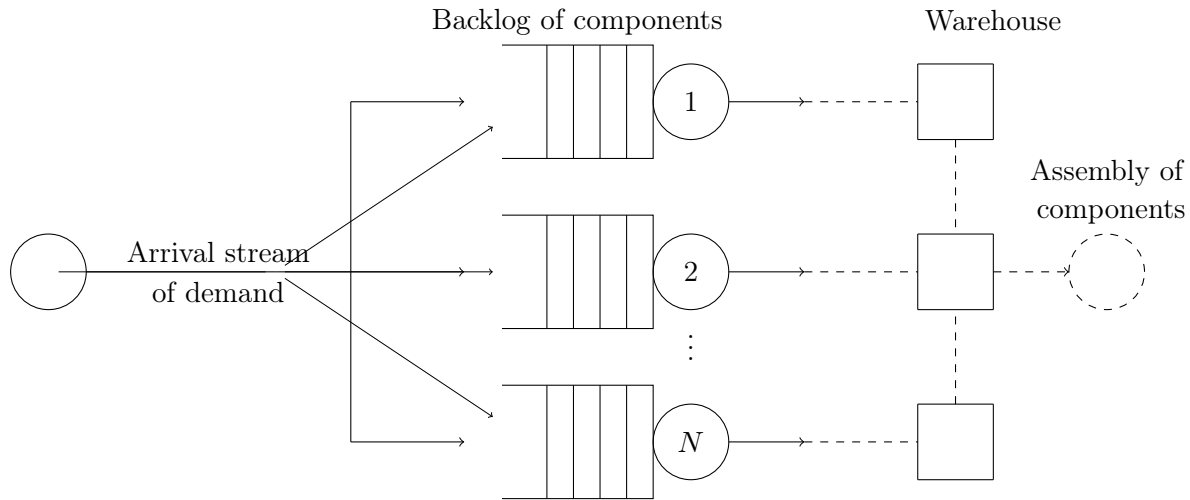 Backlog of components
Warehouse
1
Assembly of
components
Arrival stream
of demand
2
⋮
N